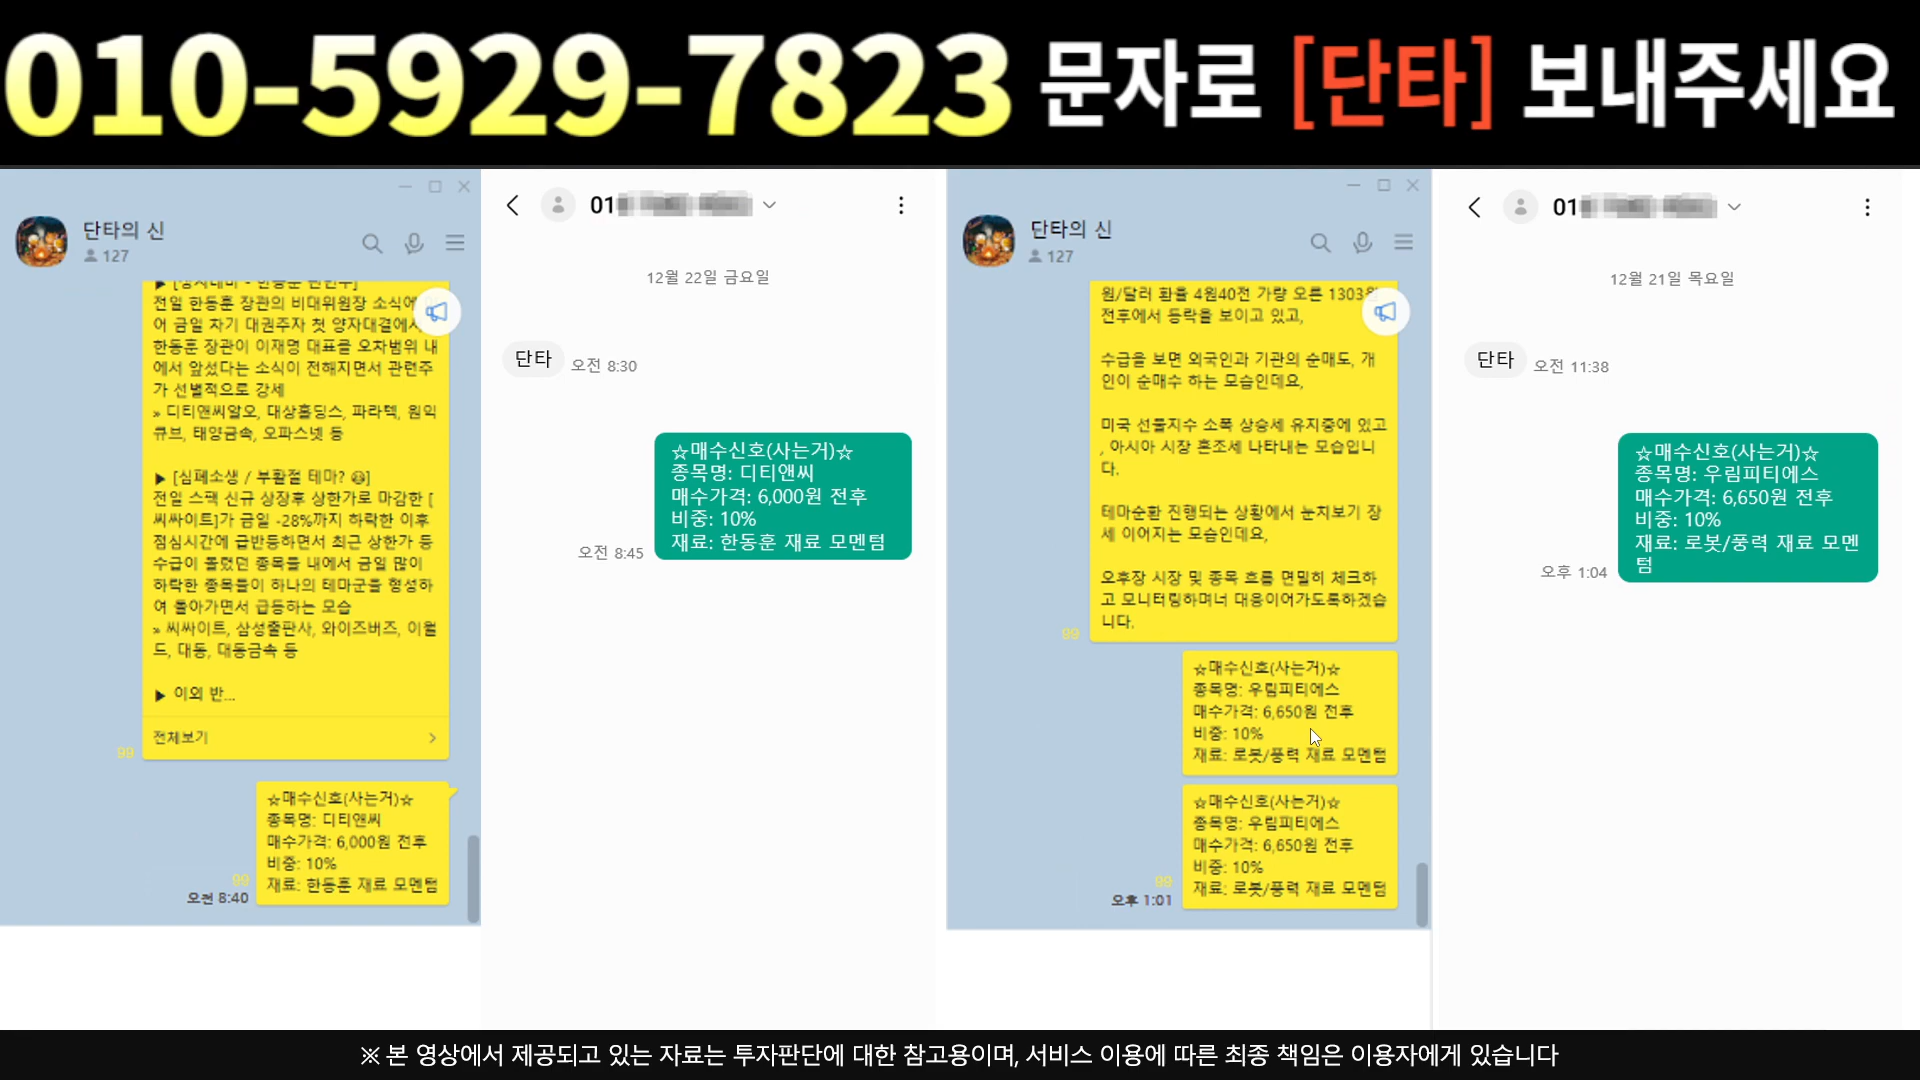 010-5929-7823 문자로 [단타] 보내주세요
단타의 신
127
전일 한동훈 장관의 비대위원장 소식에
어 금일 차기 대권주자 첫 양자대결에서
한동훈 장관이 이재명 대표를 오차범위 내
에서 앞섰다는 소식이 전해지면서 관련주
가 선별적으로 강세
» 디티앤씨알오, 대상홀딩스, 파라텍, 원익
큐브, 태양금속, 오파스넷 등
▶ [심폐소생 / 부활절 테마? 😆]
전일 스팩 신규 상장후 상한가로 마감한 [
씨싸이트]가 금일 -28%까지 하락한 이후
점심시간에 급반등하면서 최근 상한가 등
수급이 몰렸던 종목들 내에서 금일 많이
하락한 종목들이 하나의 테마군을 형성하
여 돌아가면서 급등하는 모습
» 씨싸이트, 삼성출판사, 와이즈버즈, 이월
드, 대동, 대동금속 등
▶ 이외 반...
전체보기
99
☆매수신호(사는거)☆
종목명: 디티앤씨
매수가격: 6,000원 전후
비중: 10%
재료: 한동훈 재료 모멘텀
99
오전 8:40
01
12월 22일 금요일
단타
오전 8:30
☆매수신호(사는거)☆
종목명: 디티앤씨
매수가격: 6,000원 전후
비중: 10%
재료: 한동훈 재료 모멘텀
오전 8:45
단타의 신
127
원/달러 환율 4원40전 가량 오른 1303원
전후에서 등락을 보이고 있고,
수급을 보면 외국인과 기관의 순매도, 개
인이 순매수 하는 모습인데요,
미국 선물지수 소폭 상승세 유지중에 있고
, 아시아 시장 혼조세 나타내는 모습입니
다.
테마순환 진행되는 상황에서 눈치보기 장
세 이어지는 모습인데요,
오후장 시장 및 종목 흐름 면밀히 체크하
고 모니터링하며너 대응이어가도록하겠습
니다.
99
☆매수신호(사는거)☆
종목명: 우림피티에스
매수가격: 6,650원 전후
비중: 10%
재료: 로봇/풍력 재료 모멘텀
☆매수신호(사는거)☆
종목명: 우림피티에스
매수가격: 6,650원 전후
비중: 10%
재료: 로봇/풍력 재료 모멘텀
99
오후 1:01
01
12월 21일 목요일
단타
오전 11:38
☆매수신호(사는거)☆
종목명: 우림피티에스
매수가격: 6,650원 전후
비중: 10%
재료: 로봇/풍력 재료 모멘
텀
오후 1:04
※ 본 영상에서 제공되고 있는 자료는 투자판단에 대한 참고용이며, 서비스 이용에 따른 최종 책임은 이용자에게 있습니다